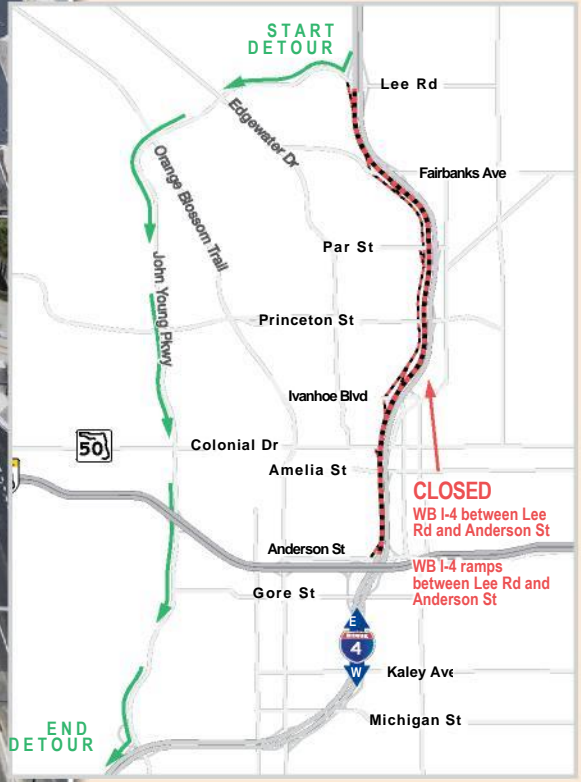 START
DETOUR
Lee Rd
Edgewater Dr
Fairbanks Ave
Orange Blossom Trail
Par St
John Young Pkwy
Princeton St
Ivanhoe Blvd
50
Colonial Dr
Amelia St
CLOSED
WB I-4 between Lee
Rd and Anderson St
Anderson St
WB I-4 ramps
between Lee Rd and
Anderson St
Gore St
E
4
W
Kaley Ave
Michigan St
END
DETOUR